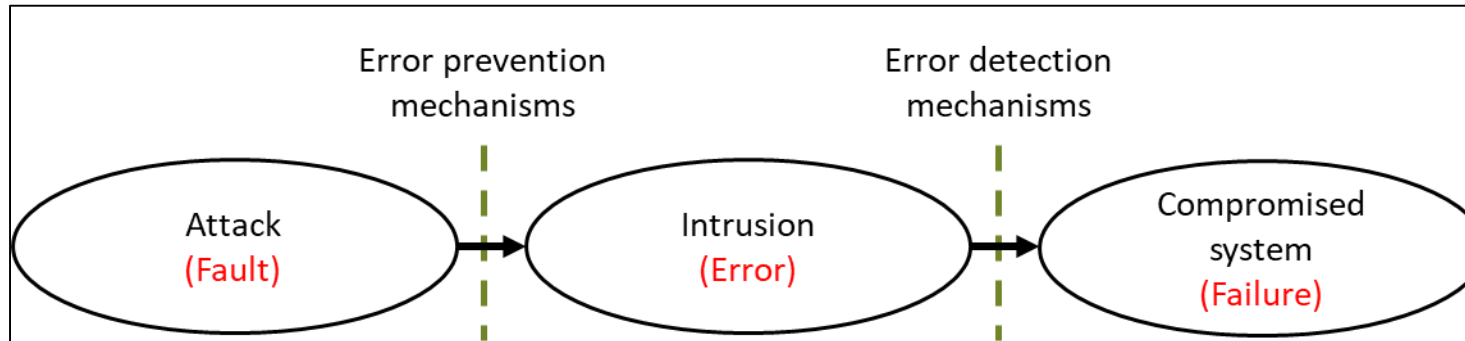 Error prevention
mechanisms
Error detection
mechanisms
Attack
(Fault)
Intrusion
(Error)
Compromised
system
(Failure)